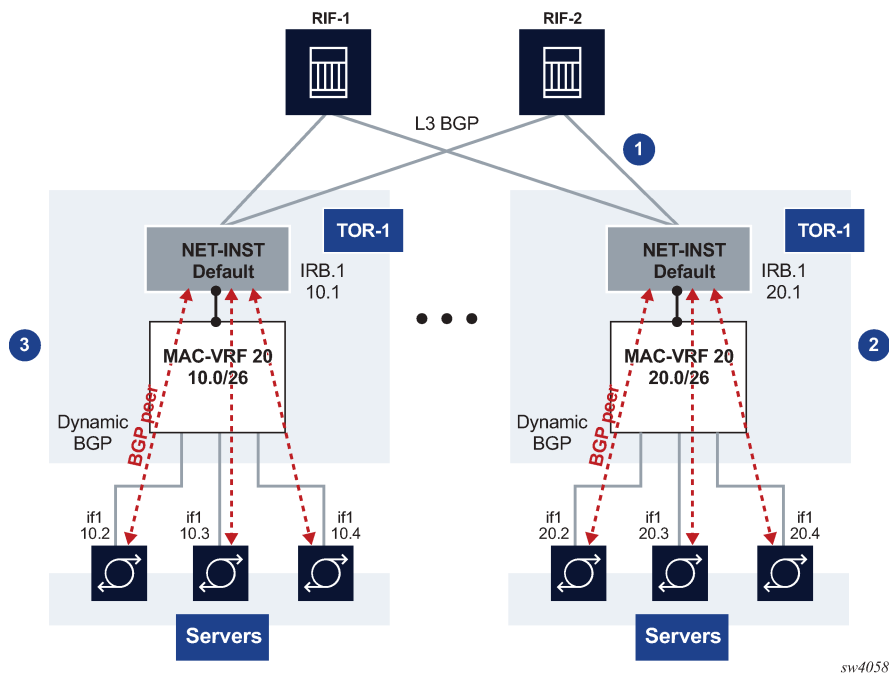 RIF-1
RIF-2
L3 BGP
1
TOR-1
NET-INST
Default
IRB.1
10.1
3
MAC-VRF 20
10.0/26
Dynamic
BGP
BGP peer
if1
10.2
if1
10.3
if1
10.4
Servers
TOR-1
NET-INST
Default
IRB.1
20.1
2
MAC-VRF 20
20.0/26
Dynamic
BGP
BGP peer
if1
20.2
if1
20.3
if1
20.4
Servers
sw4058